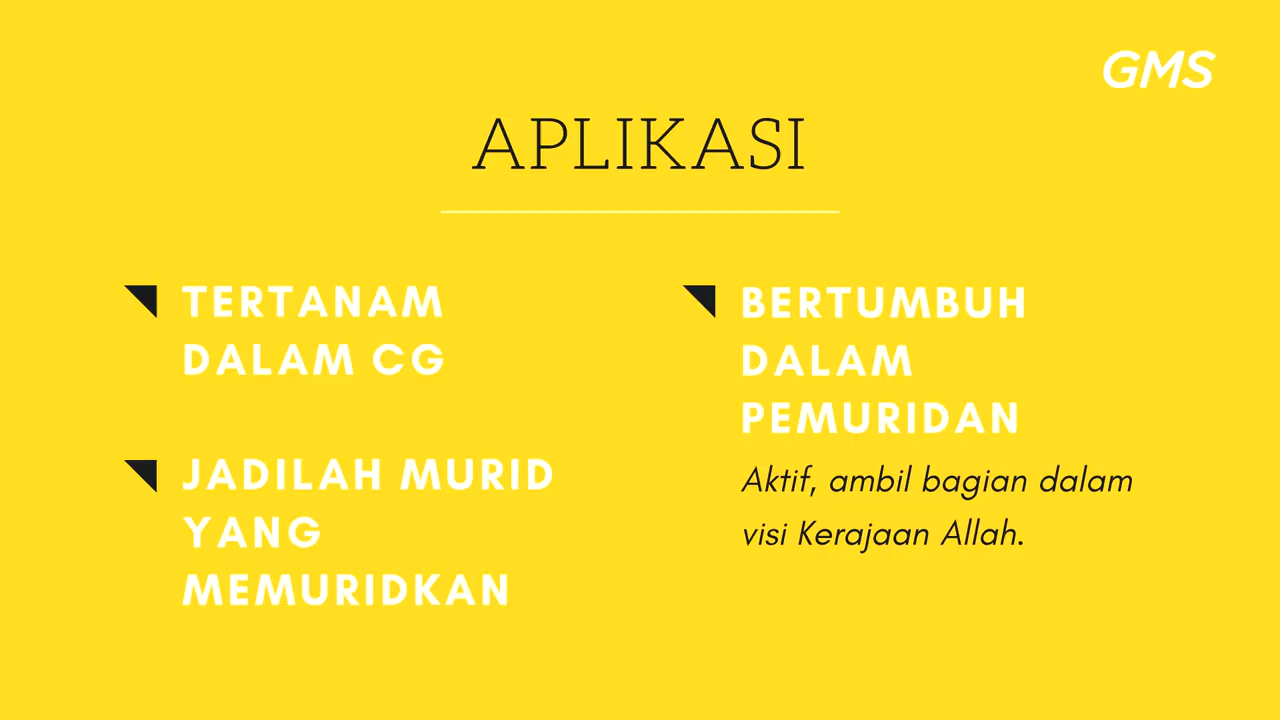 GMS
APLIKASI
TERTANAM
DALAM CG
JADILAH MURID
YANG
MEMURIDKAN
BERTUMBUH
DALAM
PEMURIDAN
Aktif, ambil bagian dalam
visi Kerajaan Allah.